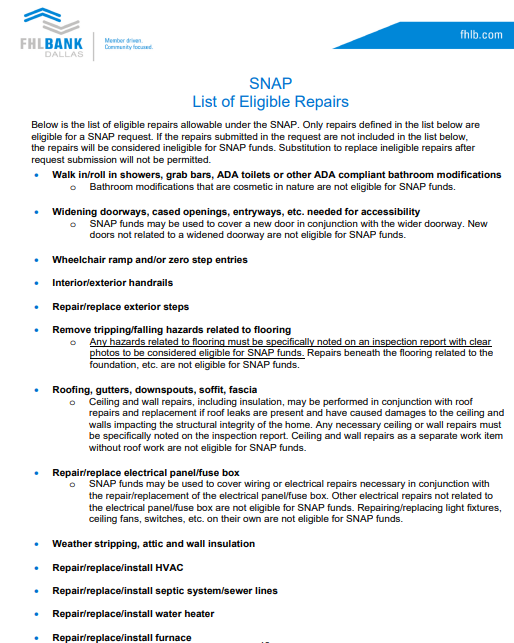 FHLBANK
DALLAS
Member driven.
Community focused.
fhlb.com
SNAP
List of Eligible Repairs
Below is the list of eligible repairs allowable under the SNAP. Only repairs defined in the list below are
eligible for a SNAP request. If the repairs submitted in the request are not included in the list below,
the repairs will be considered ineligible for SNAP funds. Substitution to replace ineligible repairs after
request submission will not be permitted.
• Walk in/roll in showers, grab bars, ADA toilets or other ADA compliant bathroom modifications
o Bathroom modifications that are cosmetic in nature are not eligible for SNAP funds.
• Widening doorways, cased openings, entryways, etc. needed for accessibility
o SNAP funds may be used to cover a new door in conjunction with the wider doorway. New
doors not related to a widened doorway are not eligible for SNAP funds.
• Wheelchair ramp and/or zero step entries
• Interior/exterior handrails
• Repair/replace exterior steps
• Remove tripping/falling hazards related to flooring
o Any hazards related to flooring must be specifically noted on an inspection report with clear
photos to be considered eligible for SNAP funds. Repairs beneath the flooring related to the
foundation, etc. are not eligible for SNAP funds.
• Roofing, gutters, downspouts, soffit, fascia
o Ceiling and wall repairs, including insulation, may be performed in conjunction with roof
repairs and replacement if roof leaks are present and have caused damages to the ceiling and
walls impacting the structural integrity of the home. Any necessary ceiling or wall repairs must
be specifically noted on the inspection report. Ceiling and wall repairs as a separate work item
without roof work are not eligible for SNAP funds.
• Repair/replace electrical panel/fuse box
o SNAP funds may be used to cover wiring or electrical repairs necessary in conjunction with
the repair/replacement of the electrical panel/fuse box. Other electrical repairs not related to
the electrical panel/fuse box are not eligible for SNAP funds. Repairing/replacing light fixtures,
ceiling fans, switches, etc. on their own are not eligible for SNAP funds.
• Weather stripping, attic and wall insulation
• Repair/replace/install HVAC
• Repair/replace/install septic system/sewer lines
• Repair/replace/install water heater
• Repair/replace/install furnace